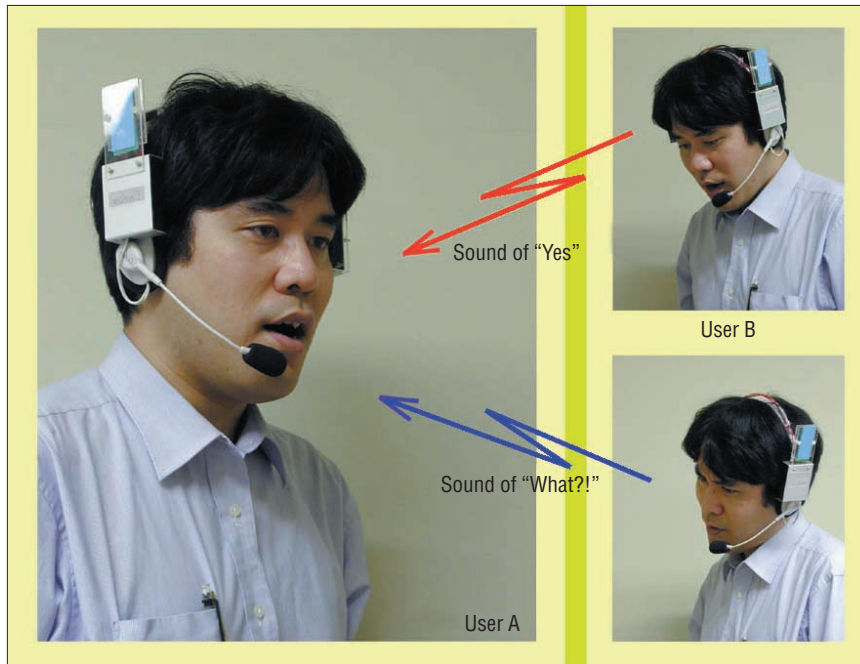 Sound of “Yes”
User B
Sound of “What?!”
User A